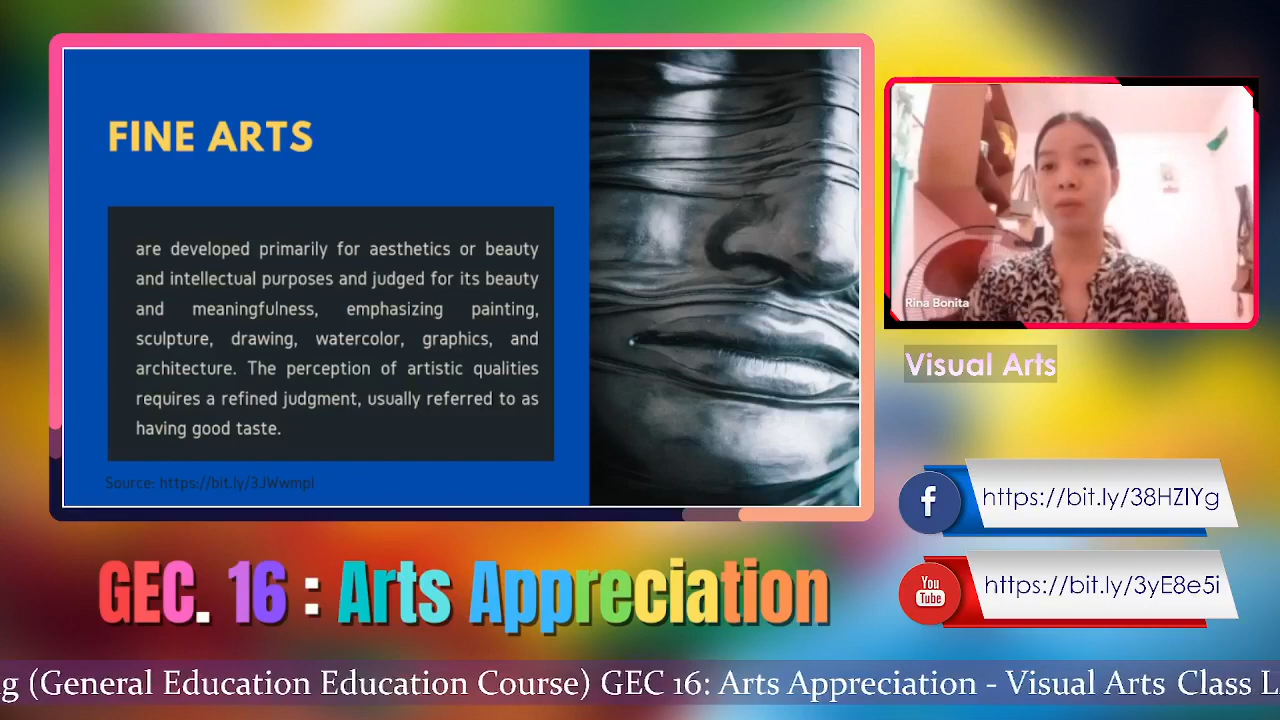 FINE ARTS
are developed primarily for aesthetics or beauty
and intellectual purposes and judged for its beauty
and meaningfulness, emphasizing painting,
sculpture, drawing, watercolor, graphics, and
architecture. The perception of artistic qualities
requires a refined judgment, usually referred to as
having good taste.
Source: https://bit.ly/3JWwmpl
Rina Bonita
Visual Arts
f
https://bit.ly/38HZIYg
You
Tube
https://bit.ly/3yE8e5i
GEC. 16 : Arts Appreciation
g (General Education Education Course) GEC 16: Arts Appreciation - Visual Arts Class L